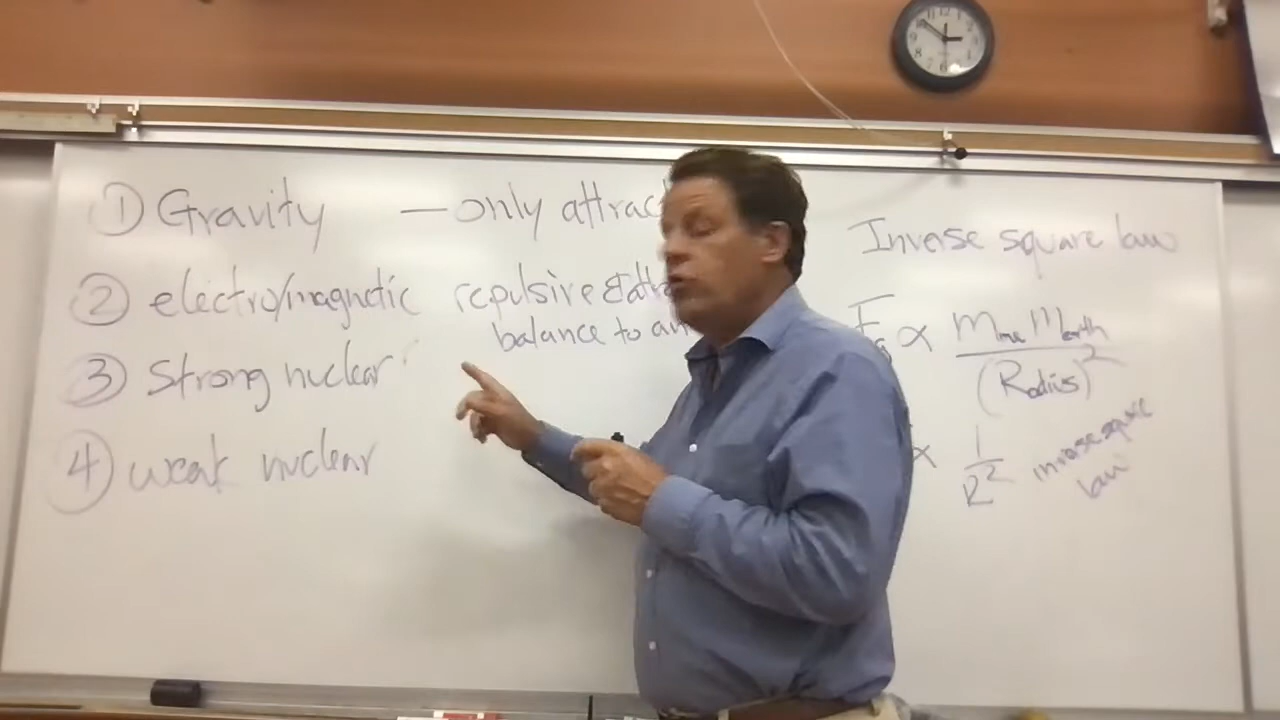 ① Gravity — only attrac
② electro/magnetic repulsive & attra
balance to an
③ Strong nuclear
④ weak nuclear
Inverse square law
F ∝ Mme Mearth
(Radius)²
∝ 1
R² inverse square
law